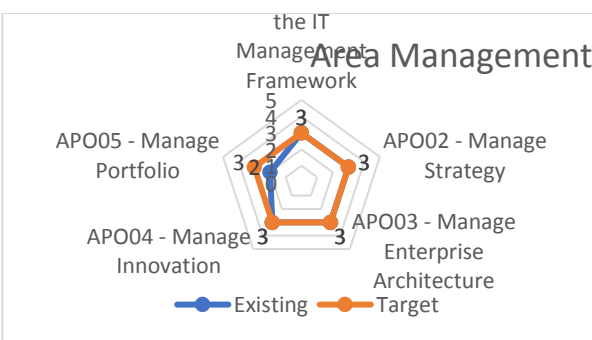 the IT
Management
Framework
Area Management
5
4
3
2
1
0
3
APO02 - Manage
Strategy
3
APO03 - Manage
Enterprise
Architecture
3
APO04 - Manage
Innovation
3
APO05 - Manage
Portfolio
3
2
Existing
Target